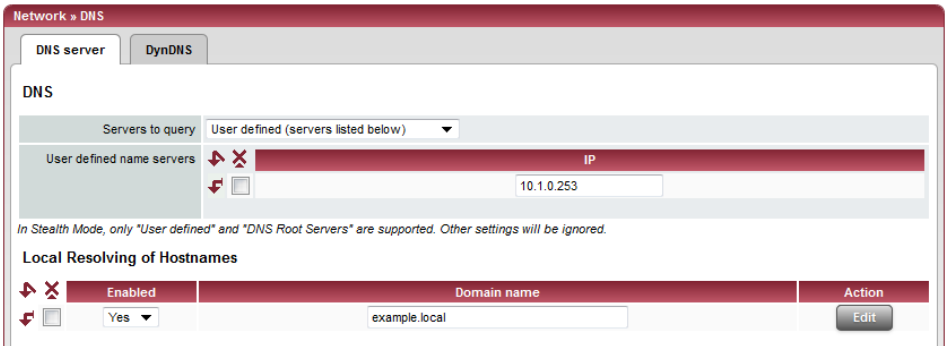 Network » DNS
DNS server DynDNS
DNS
Servers to query User defined (servers listed below)
User defined name servers IP
10.1.0.253
In Stealth Mode, only "User defined" and "DNS Root Servers" are supported. Other settings will be ignored.
Local Resolving of Hostnames
Enabled Domain name Action
Yes example.local Edit